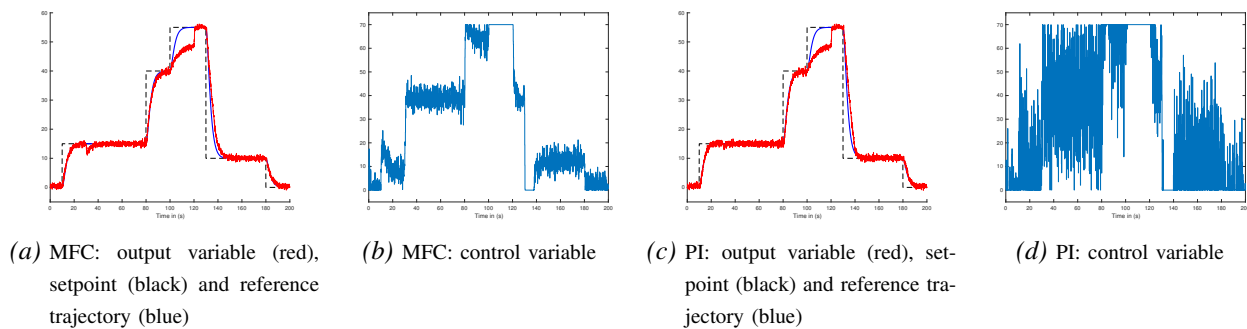 60
50
40
30
20
10
0
0 20 40 60 80 100 120 140 160 180 200
Time in (s)
70
60
50
40
30
20
10
0
0 20 40 60 80 100 120 140 160 180 200
Time in (s)
60
50
40
30
20
10
0
0 20 40 60 80 100 120 140 160 180 200
Time in (s)
70
60
50
40
30
20
10
0
0 20 40 60 80 100 120 140 160 180 200
Time in (s)
(a) MFC: output variable (red),
setpoint (black) and reference
trajectory (blue)
(b) MFC: control variable
(c) PI: output variable (red), set-
point (black) and reference tra-
jectory (blue)
(d) PI: control variable